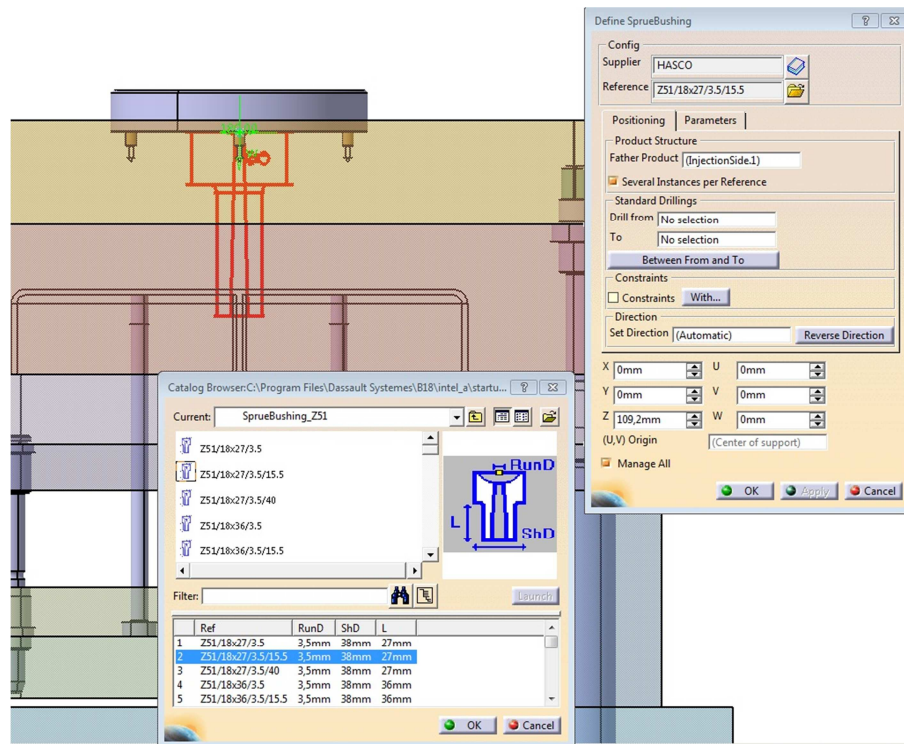 Define SprueBushing
Config
Supplier HASCO
Reference Z51/18x27/3.5/15.5
Positioning Parameters
Product Structure
Father Product (InjectionSide.1)
Several Instances per Reference
Standard Drillings
Drill from No selection
To No selection
Between From and To
Constraints
Constraints With...
Direction
Set Direction (Automatic) Reverse Direction
X 0mm U 0mm
Y 0mm V 0mm
Z 109,2mm W 0mm
(U,V) Origin (Center of support)
Manage All
OK Apply Cancel
Catalog Browser:C:\Program Files\Dassault Systemes\B18\intel_a\startu...
Current: SprueBushing_Z51
Z51/18x27/3.5
Z51/18x27/3.5/15.5
Z51/18x27/3.5/40
Z51/18x36/3.5
Z51/18x36/3.5/15.5
RunD
L
ShD
Filter: Launch
Ref RunD ShD L
1 Z51/18x27/3.5 3,5mm 38mm 27mm
2 Z51/18x27/3.5/15.5 3,5mm 38mm 27mm
3 Z51/18x27/3.5/40 3,5mm 38mm 27mm
4 Z51/18x36/3.5 3,5mm 38mm 36mm
5 Z51/18x36/3.5/15.5 3,5mm 38mm 36mm
OK Cancel